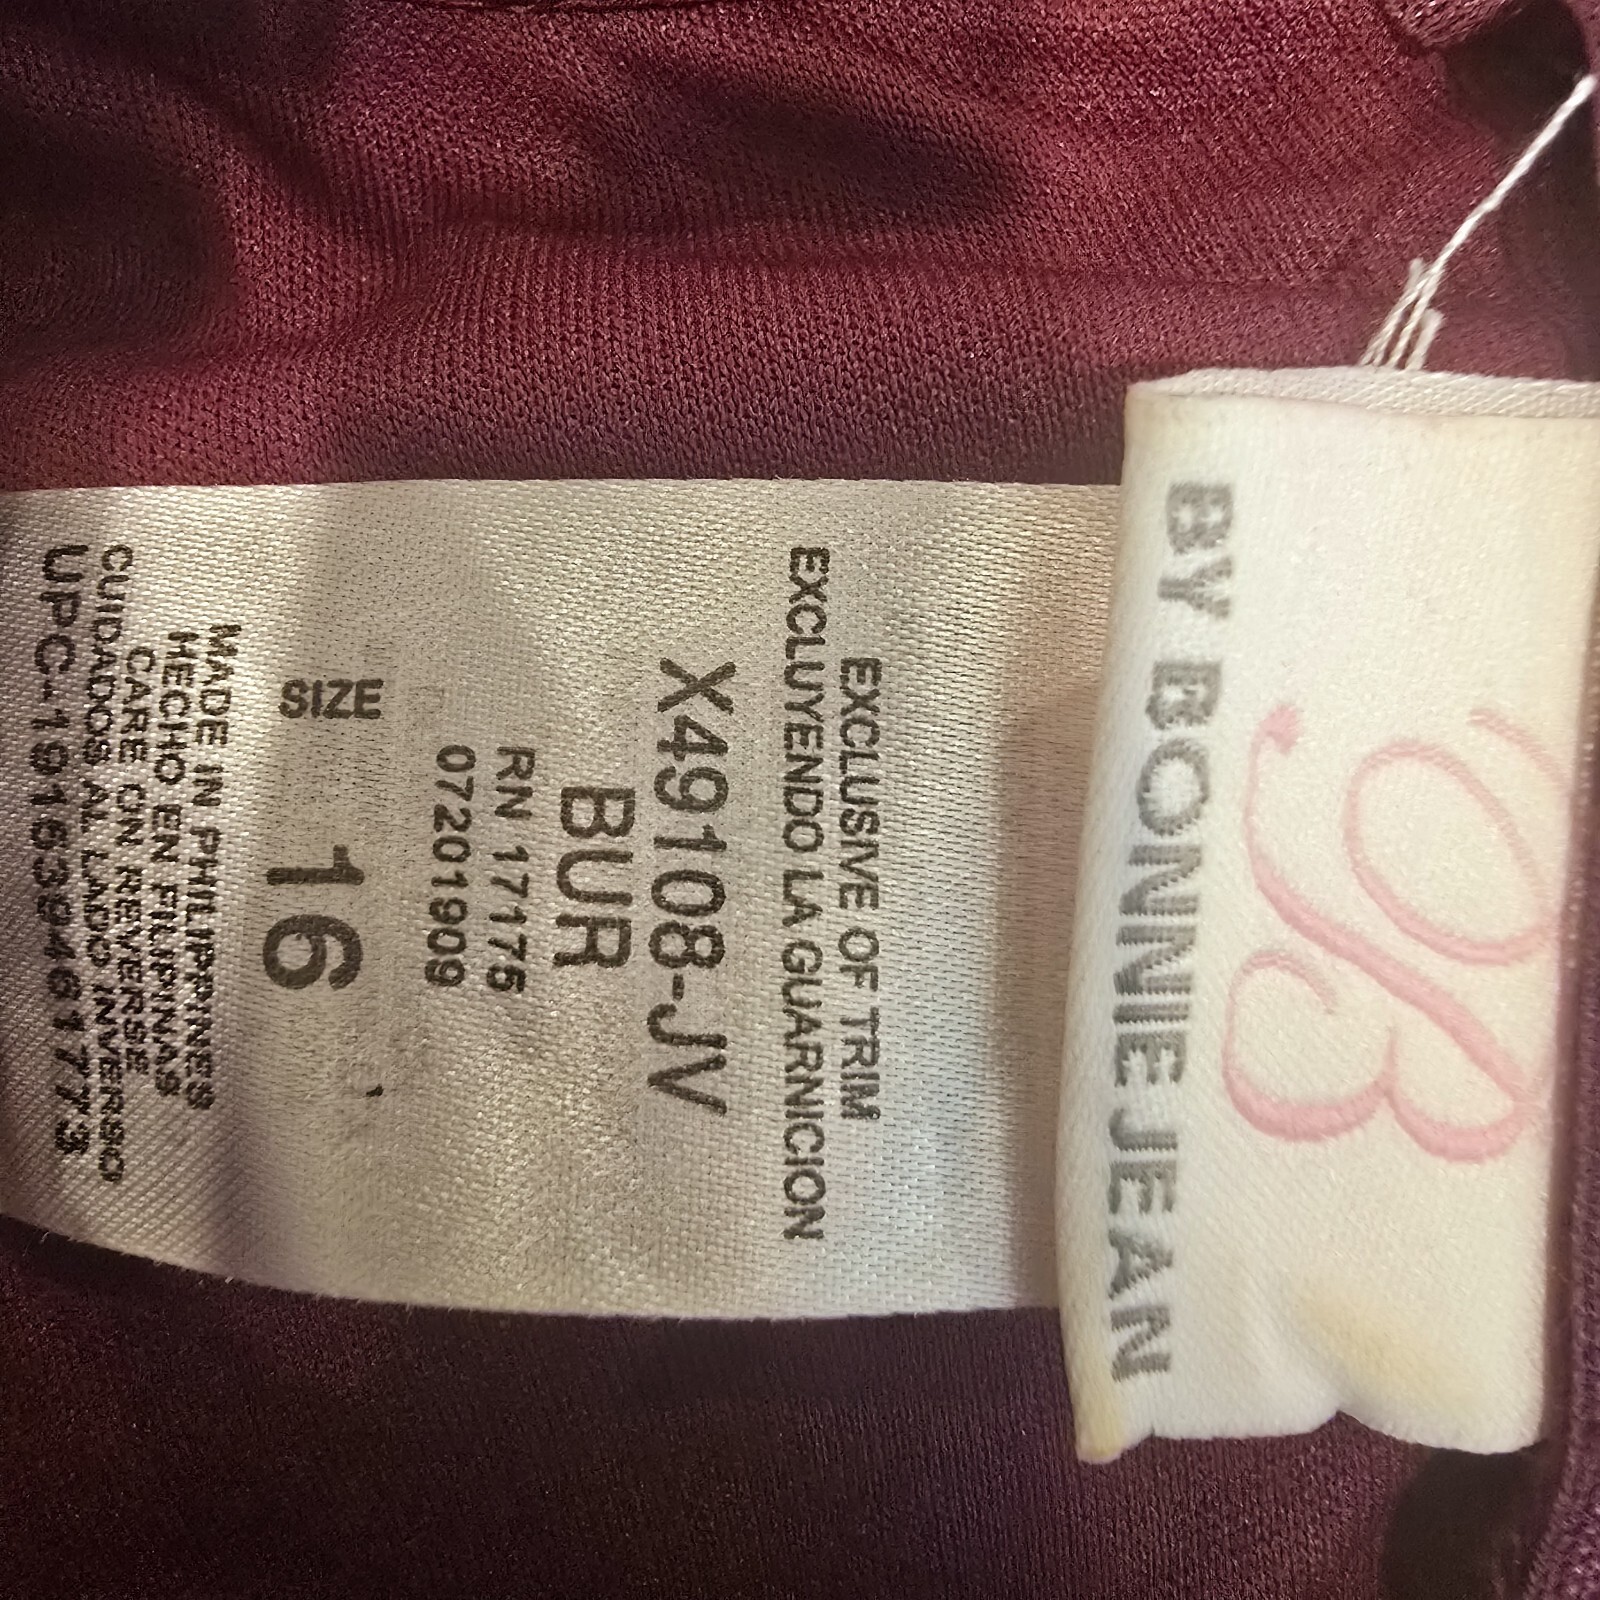 BY BONNIE JEAN
EXCLUSIVE OF TRIM
EXCLUYENDO LA GUARNICION
X49108-JV
BUR
RN 17175
07201909
SIZE 16
MADE IN PHILIPPINES
HECHO EN FILIPINAS
CARE ON REVERSE
CUIDADOS AL LADO INVERSO
UPC-191639461773